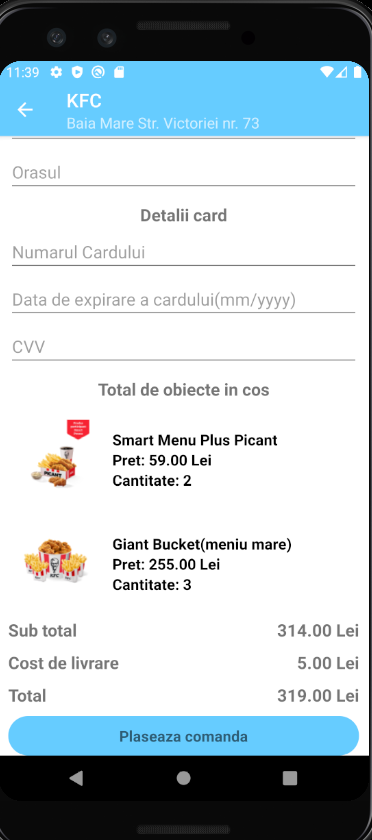 11:39
KFC
Baia Mare Str. Victoriei nr. 73
Orasul
Detalii card
Numarul Cardului
Data de expirare a cardului(mm/yyyy)
CVV
Total de obiecte in cos
PICANT
Smart Menu Plus Picant
Pret: 59.00 Lei
Cantitate: 2
KFC
Giant Bucket(meniu mare)
Pret: 255.00 Lei
Cantitate: 3
Sub total 314.00 Lei
Cost de livrare 5.00 Lei
Total 319.00 Lei
Plaseaza comanda